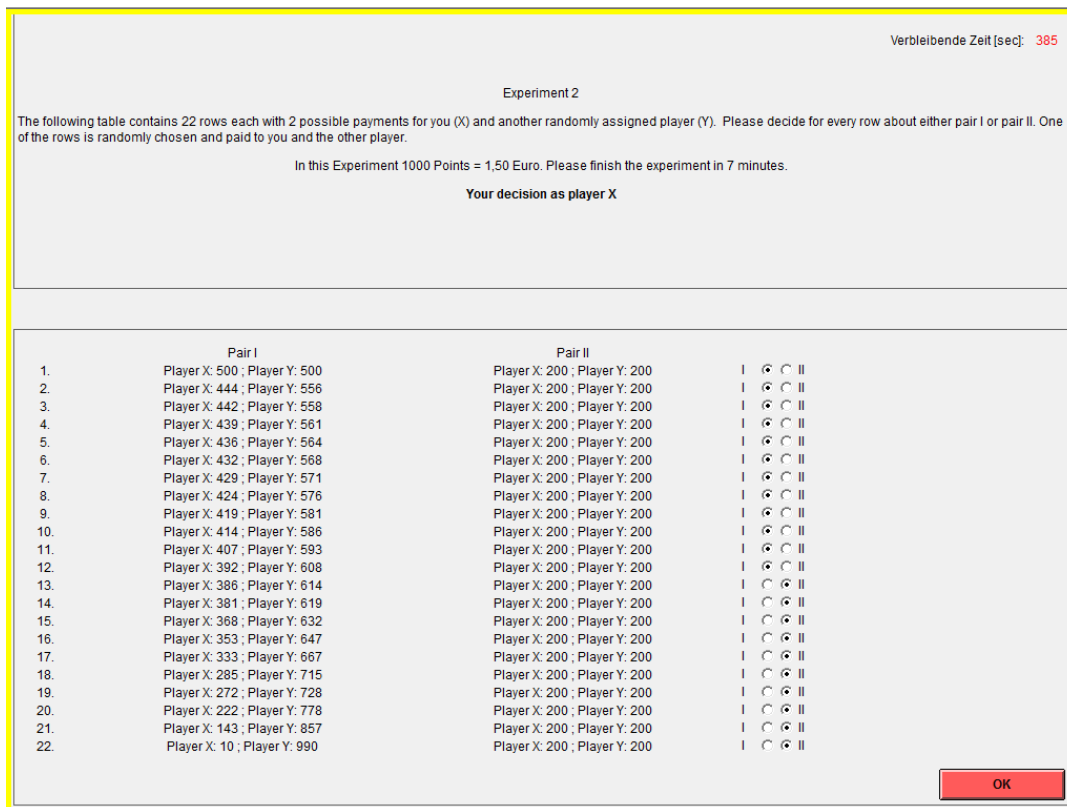 Verbleibende Zeit [sec]: 385
Experiment 2
The following table contains 22 rows each with 2 possible payments for you (X) and another randomly assigned player (Y). Please decide for every row about either pair I or pair II. One
of the rows is randomly chosen and paid to you and the other player.
In this Experiment 1000 Points = 1,50 Euro. Please finish the experiment in 7 minutes.
Your decision as player X
Pair I Pair II
1. Player X: 500 ; Player Y: 500 Player X: 200 ; Player Y: 200 I II
2. Player X: 444 ; Player Y: 556 Player X: 200 ; Player Y: 200 I II
3. Player X: 442 ; Player Y: 558 Player X: 200 ; Player Y: 200 I II
4. Player X: 439 ; Player Y: 561 Player X: 200 ; Player Y: 200 I II
5. Player X: 436 ; Player Y: 564 Player X: 200 ; Player Y: 200 I II
6. Player X: 432 ; Player Y: 568 Player X: 200 ; Player Y: 200 I II
7. Player X: 429 ; Player Y: 571 Player X: 200 ; Player Y: 200 I II
8. Player X: 424 ; Player Y: 576 Player X: 200 ; Player Y: 200 I II
9. Player X: 419 ; Player Y: 581 Player X: 200 ; Player Y: 200 I II
10. Player X: 414 ; Player Y: 586 Player X: 200 ; Player Y: 200 I II
11. Player X: 407 ; Player Y: 593 Player X: 200 ; Player Y: 200 I II
12. Player X: 392 ; Player Y: 608 Player X: 200 ; Player Y: 200 I II
13. Player X: 386 ; Player Y: 614 Player X: 200 ; Player Y: 200 I II
14. Player X: 381 ; Player Y: 619 Player X: 200 ; Player Y: 200 I II
15. Player X: 368 ; Player Y: 632 Player X: 200 ; Player Y: 200 I II
16. Player X: 353 ; Player Y: 647 Player X: 200 ; Player Y: 200 I II
17. Player X: 333 ; Player Y: 667 Player X: 200 ; Player Y: 200 I II
18. Player X: 285 ; Player Y: 715 Player X: 200 ; Player Y: 200 I II
19. Player X: 272 ; Player Y: 728 Player X: 200 ; Player Y: 200 I II
20. Player X: 222 ; Player Y: 778 Player X: 200 ; Player Y: 200 I II
21. Player X: 143 ; Player Y: 857 Player X: 200 ; Player Y: 200 I II
22. Player X: 10 ; Player Y: 990 Player X: 200 ; Player Y: 200 I II
OK